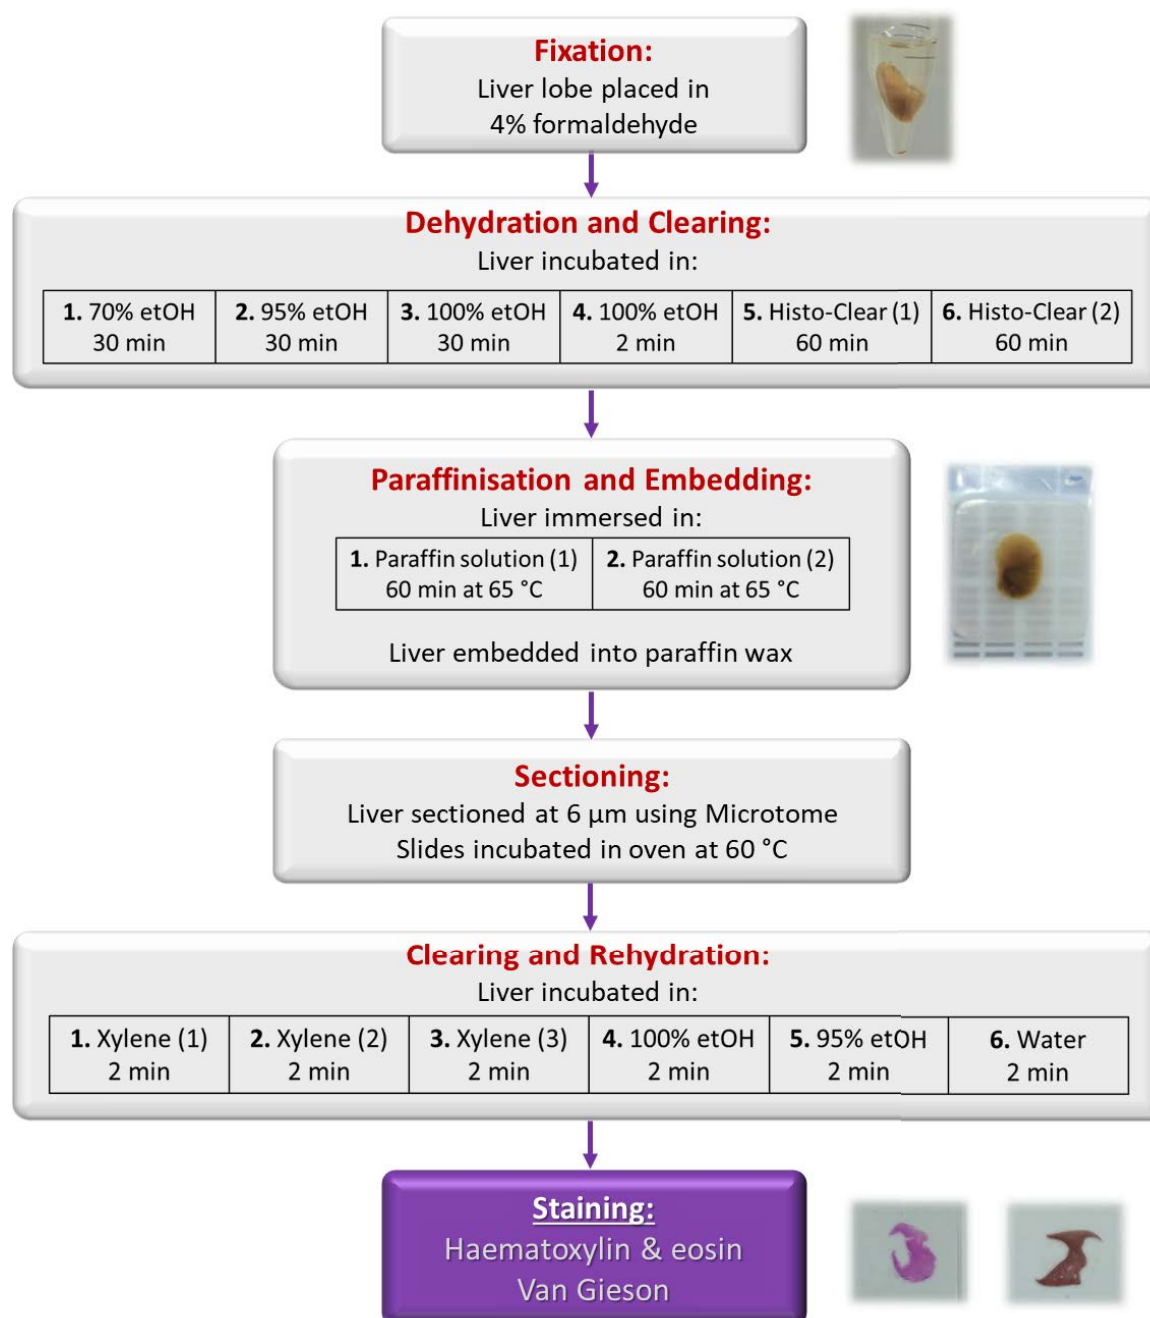 Fixation:
Liver lobe placed in
4% formaldehyde
Dehydration and Clearing:
Liver incubated in:
1. 70% etOH
30 min
2. 95% etOH
30 min
3. 100% etOH
30 min
4. 100% etOH
2 min
5. Histo-Clear (1)
60 min
6. Histo-Clear (2)
60 min
Paraffinisation and Embedding:
Liver immersed in:
1. Paraffin solution (1)
60 min at 65 °C
2. Paraffin solution (2)
60 min at 65 °C
Liver embedded into paraffin wax
Sectioning:
Liver sectioned at 6 µm using Microtome
Slides incubated in oven at 60 °C
Clearing and Rehydration:
Liver incubated in:
1. Xylene (1)
2 min
2. Xylene (2)
2 min
3. Xylene (3)
2 min
4. 100% etOH
2 min
5. 95% etOH
2 min
6. Water
2 min
Staining:
Haematoxylin & eosin
Van Gieson